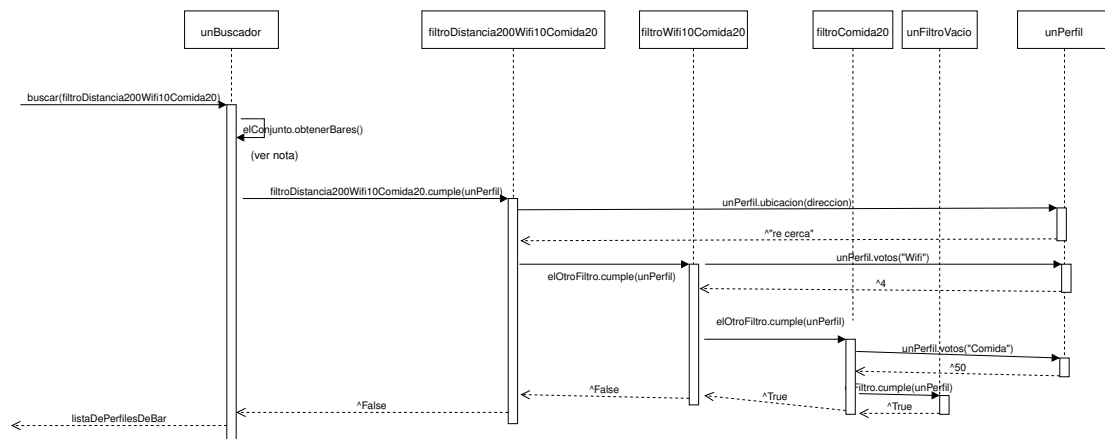 unBuscador
filtroDistancia200Wifi10Comida20
filtroWifi10Comida20
filtroComida20
unFiltroVacio
unPerfil
buscar(filtroDistancia200Wifi10Comida20)
elConjunto.obtenerBares()
(ver nota)
filtroDistancia200Wifi10Comida20.cumple(unPerfil)
unPerfil.ubicacion(direccion)
^"re cerca"
unPerfil.votos("Wifi")
elOtroFiltro.cumple(unPerfil)
^4
elOtroFiltro.cumple(unPerfil)
unPerfil.votos("Comida")
^50
Filtro.cumple(unPerfil)
^False
^True
^True
^False
listaDePerfilesDeBar